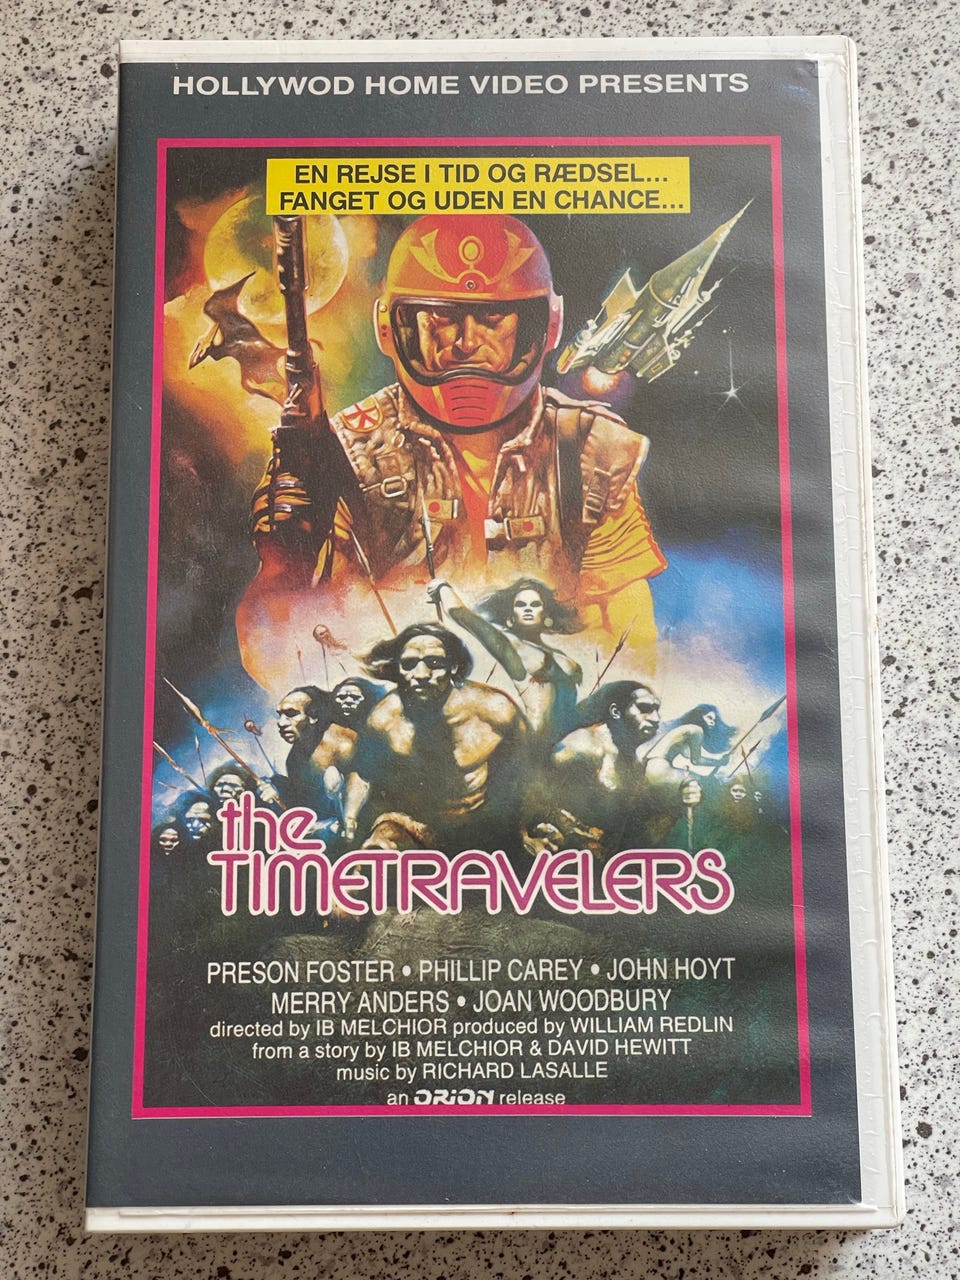 HOLLYWOD HOME VIDEO PRESENTS
EN REJSE I TID OG RÆDSEL...
FANGET OG UDEN EN CHANCE...
the
TIMETRAVELERS
PRESON FOSTER • PHILLIP CAREY • JOHN HOYT
MERRY ANDERS • JOAN WOODBURY
directed by IB MELCHIOR produced by WILLIAM REDLIN
from a story by IB MELCHIOR & DAVID HEWITT
music by RICHARD LASALLE
an ORION release